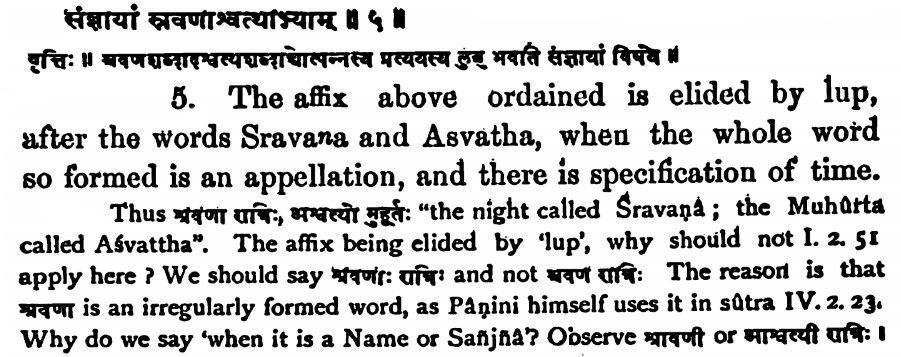 संज्ञायां स्रवणाश्वत्थाभ्याम् ॥ ५ ॥
वृत्तिः ॥ श्रवणशब्दादश्वत्थशब्दाच्चोत्पन्नस्य प्रत्ययस्य लुब् भवति संज्ञायां विषये ॥
5. The affix above ordained is elided by lup,
after the words Sravana and Asvatha, when the whole word
so formed is an appellation, and there is specification of time.
Thus श्रवणा रात्रिः, अश्वत्थो मुहूर्तः "the night called Śravaṇâ; the Muhûrta
called Aśvattha". The affix being elided by 'lup', why should not I. 2. 51
apply here ? We should say श्रवणाः रात्रिः and not श्रवण रात्रिः The reason is that
श्रवणा is an irregularly formed word, as Pâṇini himself uses it in sûtra IV. 2. 23.
Why do we say 'when it is a Name or Sañjñâ'? Observe श्रावणी or आश्वत्थी रात्रिः ।